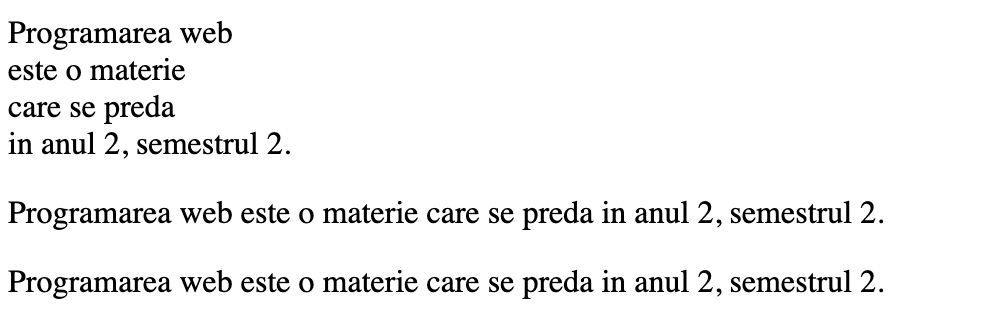 Programarea web
este o materie
care se preda
in anul 2, semestrul 2.
Programarea web este o materie care se preda in anul 2, semestrul 2.
Programarea web este o materie care se preda in anul 2, semestrul 2.